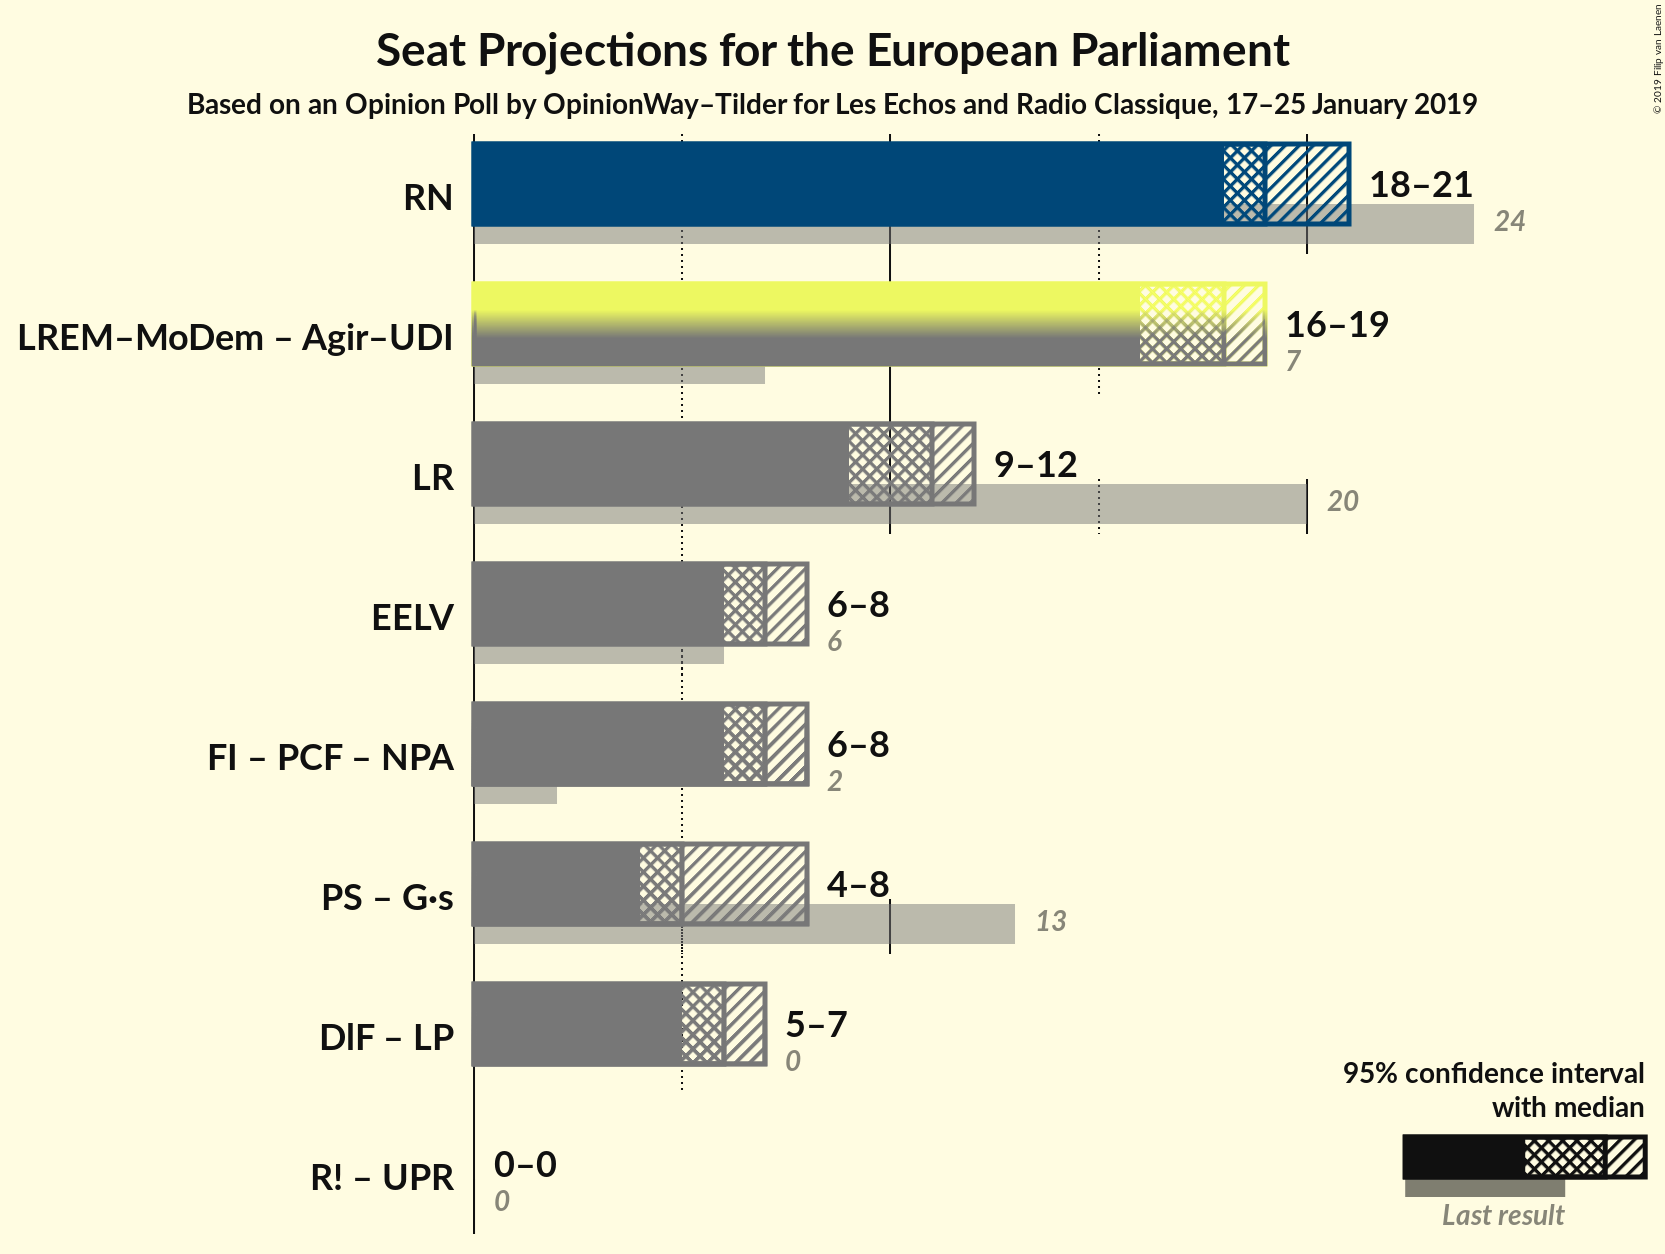 Seat Projections for the European Parliament
Based on an Opinion Poll by OpinionWay–Tilder for Les Echos and Radio Classique, 17–25 January 2019
© 2019 Filip van Laenen
RN
18–21
24
LREM–MoDem – Agir–UDI
16–19
7
LR
9–12
20
EELV
6–8
6
FI – PCF – NPA
6–8
2
PS – G·s
4–8
13
DlF – LP
5–7
0
R! – UPR
0–0
0
95% confidence interval
with median
Last result